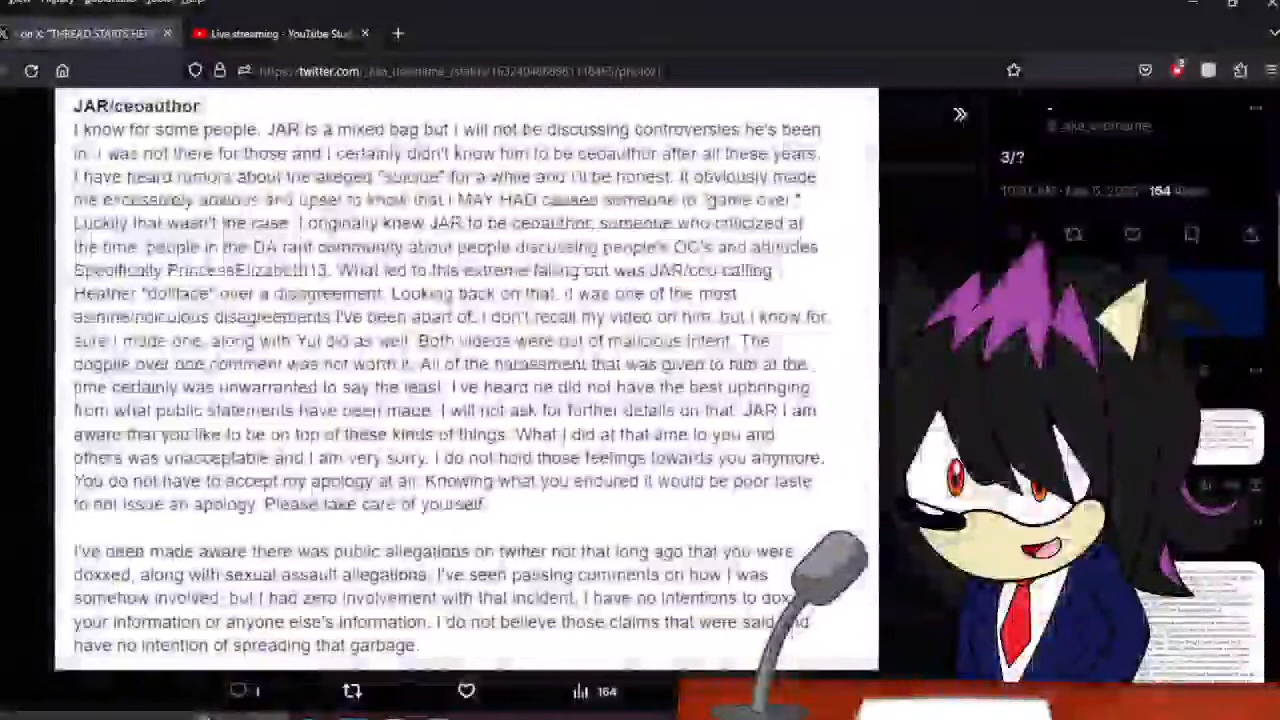 on X: "THREAD STARTS HE
Live streaming - YouTube Stud
twitter.com
JAR/ceoauthor
I know for some people, JAR is a mixed bag but I will not be discussing controversies he's been
in. I was not there for those and I certainly didn't know him to be ceoauthor after all these years.
I have heard rumors about the alleged "suicide" for a while and I'll be honest. It obviously made
me excessively anxious and upset to know that I MAY HAD caused someone to "game over."
Luckily that wasn't the case. I originally knew JAR to be ceoauthor, someone who criticized at
the time, people in the DA rant community about people discussing people's OC's and attitudes
Specifically PrincessElizabeth13. What led to this extreme falling out was JAR/ceo calling
Heather "dollface" over a disagreement. Looking back on that, it was one of the most
asinine/ridiculous disagreements I've been apart of. I don't recall my video on him, but I know for
sure I made one, along with Yui did as well. Both videos were out of malicious intent. The
dogpile over one comment was not worth it. All of the harassment that was given to him at the
time certainly was unwarranted to say the least. I've heard he did not have the best upbringing
from what public statements have been made. I will not ask for further details on that. JAR I am
aware that you like to be on top of these kinds of things. What I did at that time to you and
others was unacceptable and I am very sorry. I do not hold those feelings towards you anymore.
You do not have to accept my apology at all. Knowing what you endured it would be poor taste
to not issue an apology. Please take care of yourself.
I've been made aware there was public allegations on twitter not that long ago that you were
doxxed, along with sexual assault allegations. I've seen passing comments on how I was
somehow involved, but I had zero involvement with that incident. I have no intentions to dox
your information or anyone else's information. I do not believe those claims that were said and
have no intention of spreading that garbage.
3/?
164
1
164